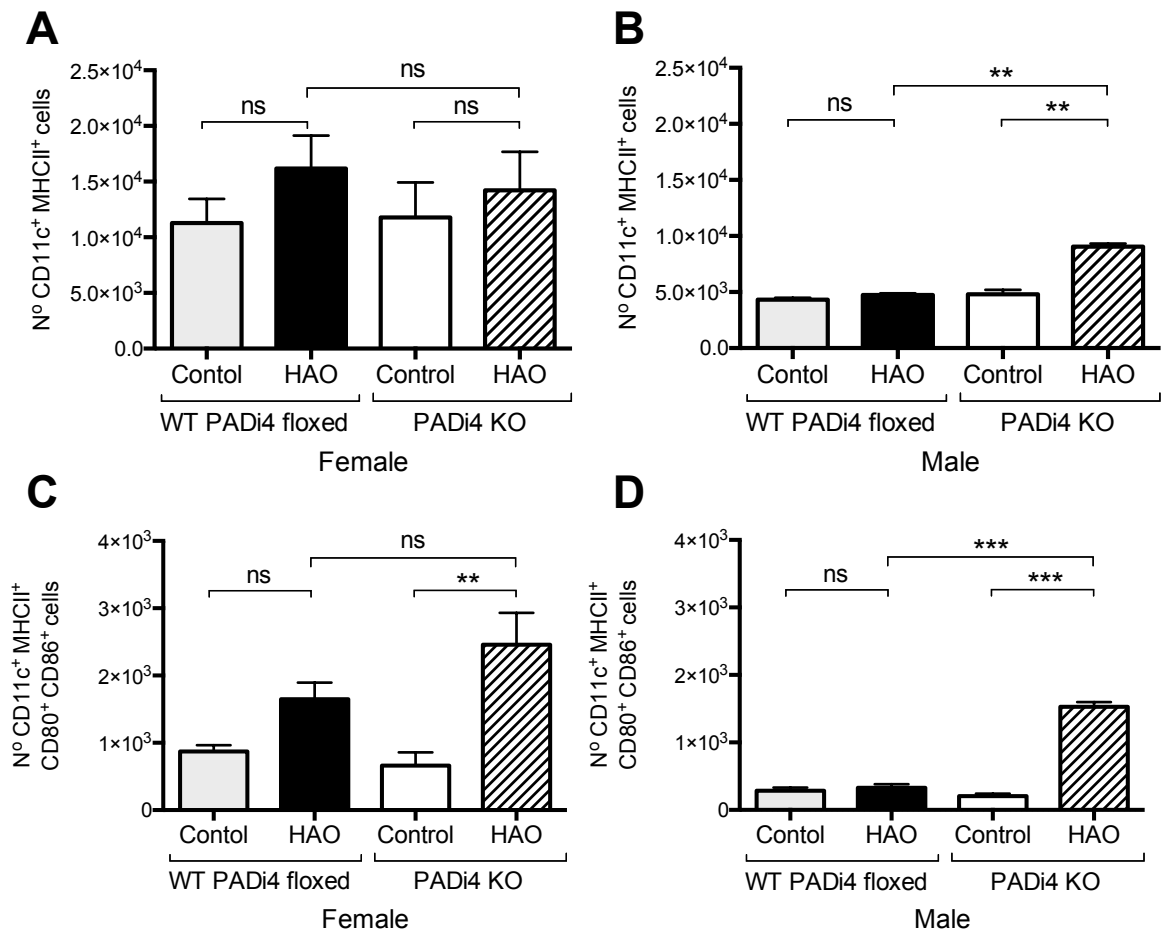 A
Nº CD11c⁺ MHCII⁺ cells
2.5×10⁴
2.0×10⁴
1.5×10⁴
1.0×10⁴
5.0×10³
0.0
ns
ns
ns
Contol HAO Control HAO
WT PADi4 floxed PADi4 KO
Female
B
Nº CD11c⁺ MHCII⁺ cells
2.5×10⁴
2.0×10⁴
1.5×10⁴
1.0×10⁴
5.0×10³
0.0
**
ns
**
Contol HAO Control HAO
WT PADi4 floxed PADi4 KO
Male
C
Nº CD11c⁺ MHCII⁺
CD80⁺ CD86⁺ cells
4×10³
3×10³
2×10³
1×10³
0
ns
ns
**
Contol HAO Control HAO
WT PADi4 floxed PADi4 KO
Female
D
Nº CD11c⁺ MHCII⁺
CD80⁺ CD86⁺ cells
4×10³
3×10³
2×10³
1×10³
0
***
ns
***
Contol HAO Control HAO
WT PADi4 floxed PADi4 KO
Male